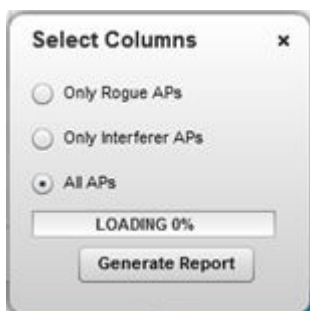 Select Columns ×
Only Rogue APs
Only Interferer APs
All APs
LOADING 0%
Generate Report